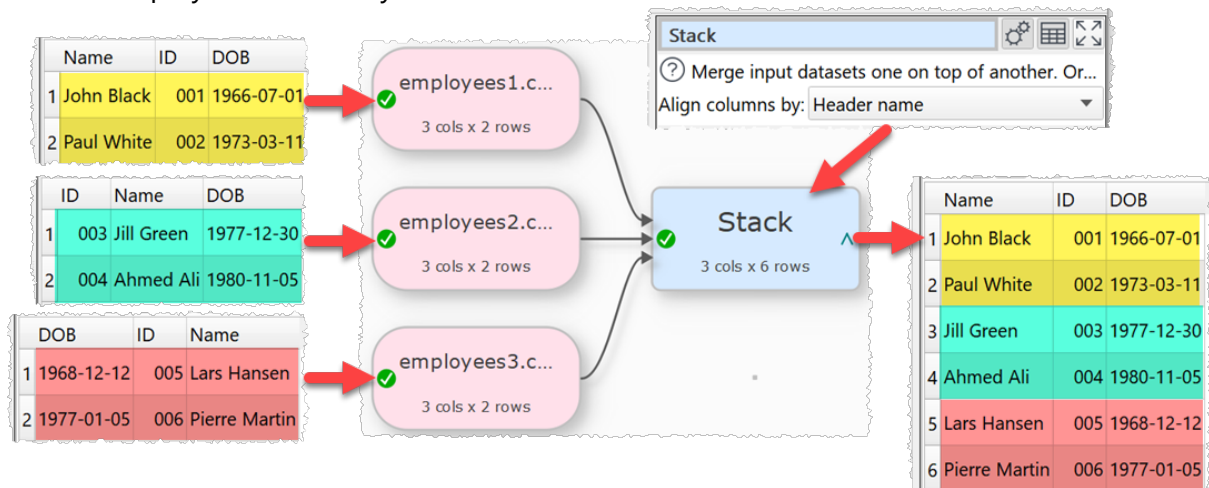 Name ID DOB
1 John Black 001 1966-07-01
2 Paul White 002 1973-03-11
ID Name DOB
1 003 Jill Green 1977-12-30
2 004 Ahmed Ali 1980-11-05
DOB ID Name
1 1968-12-12 005 Lars Hansen
2 1977-01-05 006 Pierre Martin
employees1.c...
3 cols x 2 rows
employees2.c...
3 cols x 2 rows
employees3.c...
3 cols x 2 rows
Stack
? Merge input datasets one on top of another. Or...
Align columns by: Header name
Stack
3 cols x 6 rows
Name ID DOB
1 John Black 001 1966-07-01
2 Paul White 002 1973-03-11
3 Jill Green 003 1977-12-30
4 Ahmed Ali 004 1980-11-05
5 Lars Hansen 005 1968-12-12
6 Pierre Martin 006 1977-01-05